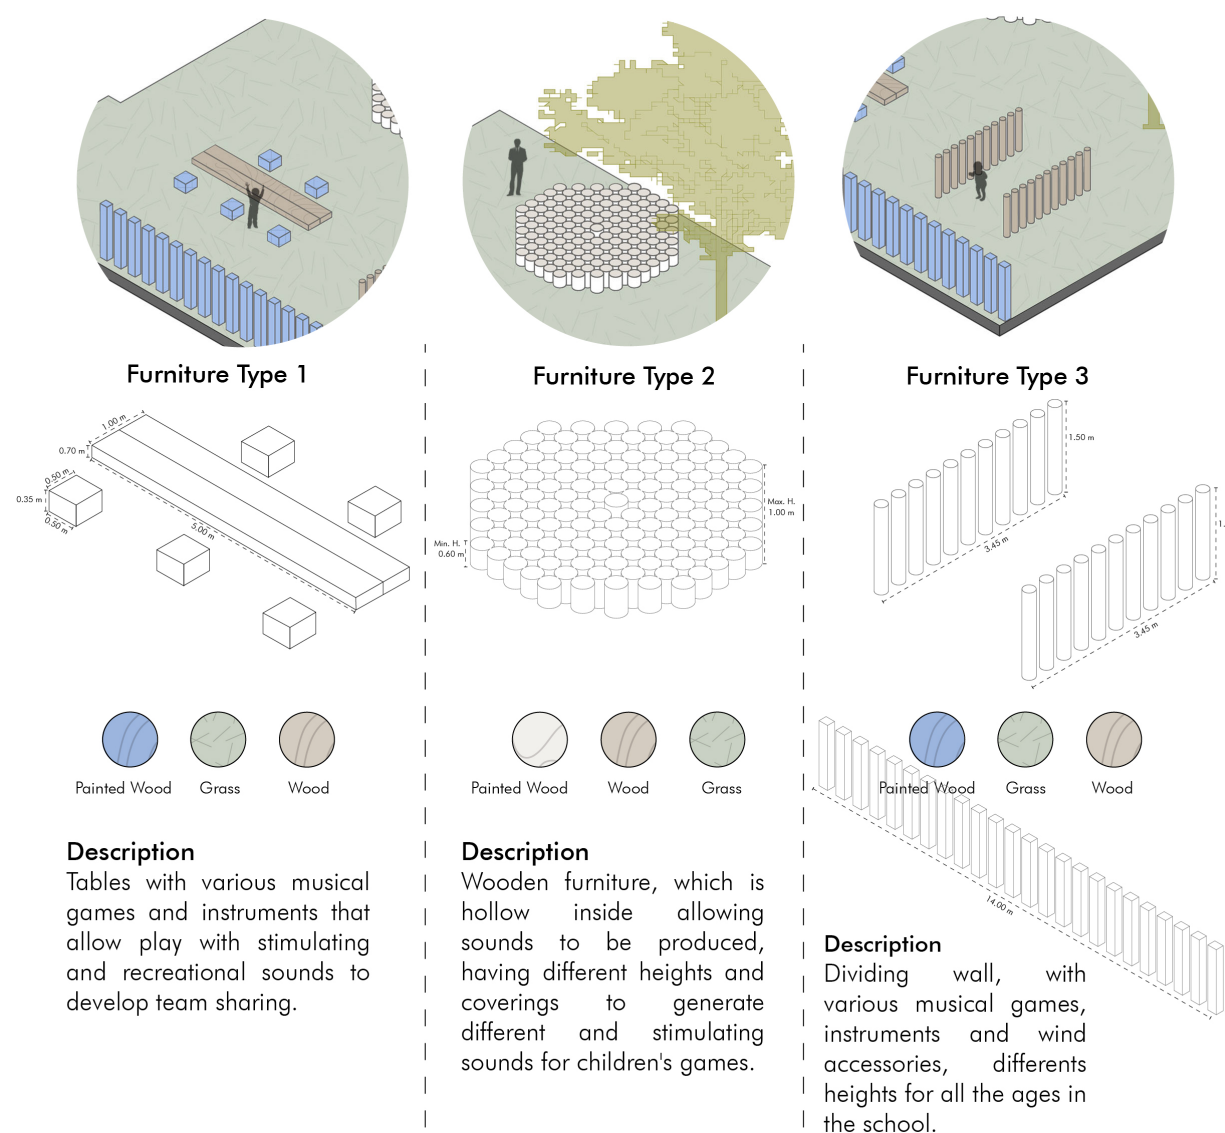 Furniture Type 1
1.00 m
0.70 m
0.50 m
0.35 m
0.50 m
5.00 m
Painted Wood
Grass
Wood
Description
Tables with various musical
games and instruments that
allow play with stimulating
and recreational sounds to
develop team sharing.
Furniture Type 2
Max. H.
1.00 m
Min. H.
0.60 m
Painted Wood
Wood
Grass
Description
Wooden furniture, which is
hollow inside allowing
sounds to be produced,
having different heights and
coverings to generate
different and stimulating
sounds for children's games.
Furniture Type 3
1.50 m
3.45 m
1.
3.45 m
Painted Wood
Grass
Wood
14.00 m
Description
Dividing wall, with
various musical games,
instruments and wind
accessories, differents
heights for all the ages in
the school.